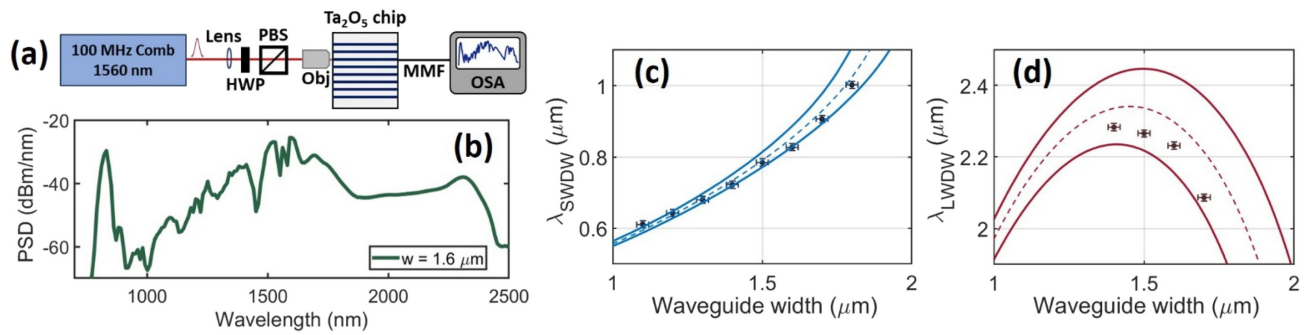 (a)
100 MHz Comb
1560 nm
Lens
HWP
PBS
Obj
Ta₂O₅ chip
MMF
OSA
(b)
PSD (dBm/nm)
-20
-40
-60
w = 1.6 μm
1000 1500 2000 2500
Wavelength (nm)
(c)
λ_SWDW (μm)
1
0.8
0.6
1 1.5 2
Waveguide width (μm)
(d)
λ_LWDW (μm)
2.4
2.2
2
1 1.5 2
Waveguide width (μm)